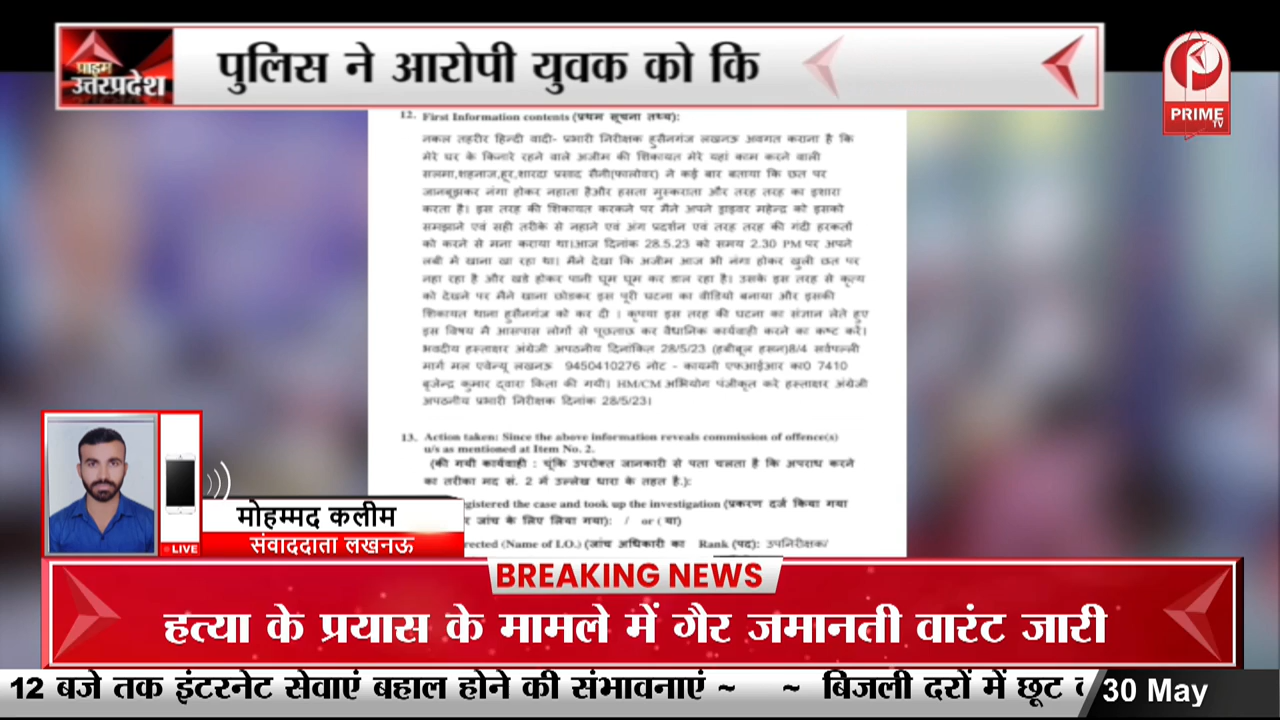 प्राइम
उत्तरप्रदेश
पुलिस ने आरोपी युवक को कि
PRIME
TV
12. First Information contents (प्रथम सूचना तथ्य):
नकल तहरीर हिन्दी वादी- प्रभारी निरीक्षक हुसैनगंज लखनऊ अवगत कराना है कि
मेरे घर के किनारे रहने वाले अजीम की शिकायत मेरे यहां काम करने वाली
सलमा,शहनाज,हूर,शारदा प्रसाद सैनी(फालोवर) ने कई बार बताया कि छत पर
जानबूझकर नंगा होकर नहाता हैऔर हसता मुस्कराता और तरह तरह का इशारा
करता है। इस तरह की शिकायत करकने पर मैने अपने ड्राइवर महेन्द्र को इसको
समझाने एवं सही तरीके से नहाने एवं अंग प्रदर्शन एवं तरह तरह की गंदी हरकतों
को करने से मना कराया था।आज दिनांक 28.5.23 को समय 2.30 PM पर अपने
लबी में खाना खा रहा था। मैने देखा कि अजीम आज भी नंगा होकर खुली छत पर
नहा रहा है और खडे होकर पानी घूम घूम कर डाल रहा है। उसके इस तरह से कृत्य
को देखने पर मैने खाना छोडकर इस पूरी घटना का वीडियो बनाया और इसकी
शिकायत थाना हुसैनगंज को कर दी । कृपया इस तरह की घटना का संज्ञान लेते हुए
इस विषय मै आसपास लोगों से पूछताछ कर वैधानिक कार्यवाही करने का कष्ट करें।
भवदीय हस्ताक्षर अंग्रेजी अपठनीय दिनांकित 28/5/23 (हबीबूल हसन)8/4 सर्वपल्ली
मार्ग मल एवेन्यू लखनऊ 9450410276 नोट - कायमी एफआईआर का0 7410
बृजेन्द्र कुमार द्वारा किता की गयी। HM/CM अभियोग पंजीकृत करे हस्ताक्षर अंग्रेजी
अपठनीय प्रभारी निरीक्षक दिनांक 28/5/23।
13. Action taken: Since the above information reveals commission of offence(s)
u/s as mentioned at Item No. 2.
(की गयी कार्यवाही : चूंकि उपरोक्त जानकारी से पता चलता है कि अपराध करने
का तरीका मद सं. 2 में उल्लेख धारा के तहत है.):
gistered the case and took up the investigation (प्रकरण दर्ज किया गया
र जांच के लिए लिया गया): / or ( या)
rected (Name of I.O.) (जांच अधिकारी का Rank (पद): उपनिरीक्षक/
LIVE
मोहम्मद कलीम
संवाददाता लखनऊ
BREAKING NEWS
हत्या के प्रयास के मामले में गैर जमानती वारंट जारी
12 बजे तक इंटरनेट सेवाएं बहाल होने की संभावनाएं ~ ~ बिजली दरों में छूट
30 May